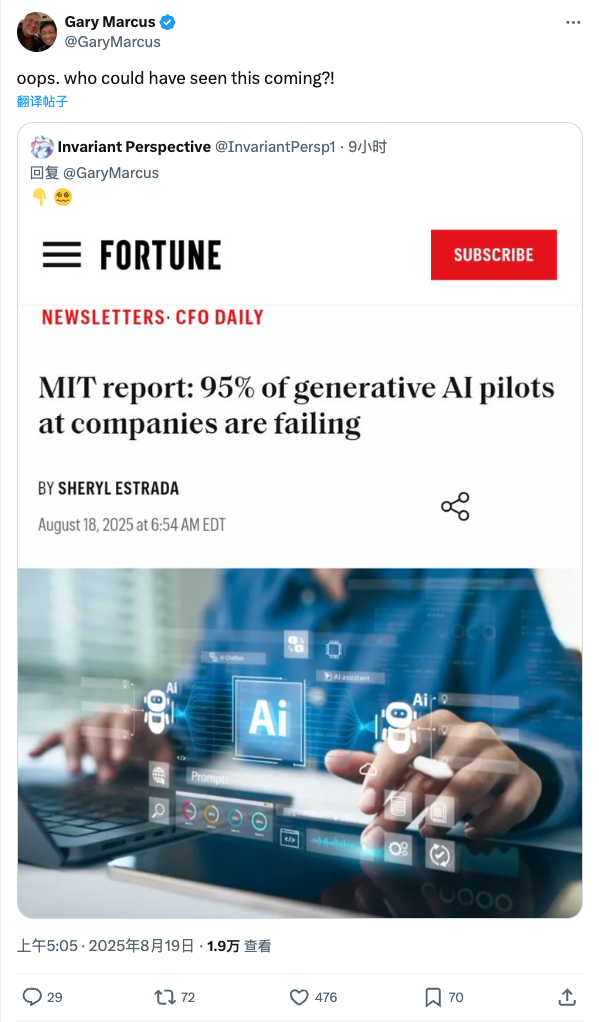 Gary Marcus
@GaryMarcus
oops. who could have seen this coming?!
翻译帖子
Invariant Perspective @InvariantPersp1 · 9小时
回复 @GaryMarcus
FORTUNE
SUBSCRIBE
NEWSLETTERS· CFO DAILY
MIT report: 95% of generative AI pilots
at companies are failing
BY SHERYL ESTRADA
August 18, 2025 at 6:54 AM EDT
Ai Chatbot
AI assistant
Ai
Ai
Ai
Prompt:
</>
</>
上午5:05 · 2025年8月19日 · 1.9万 查看
29
72
476
70